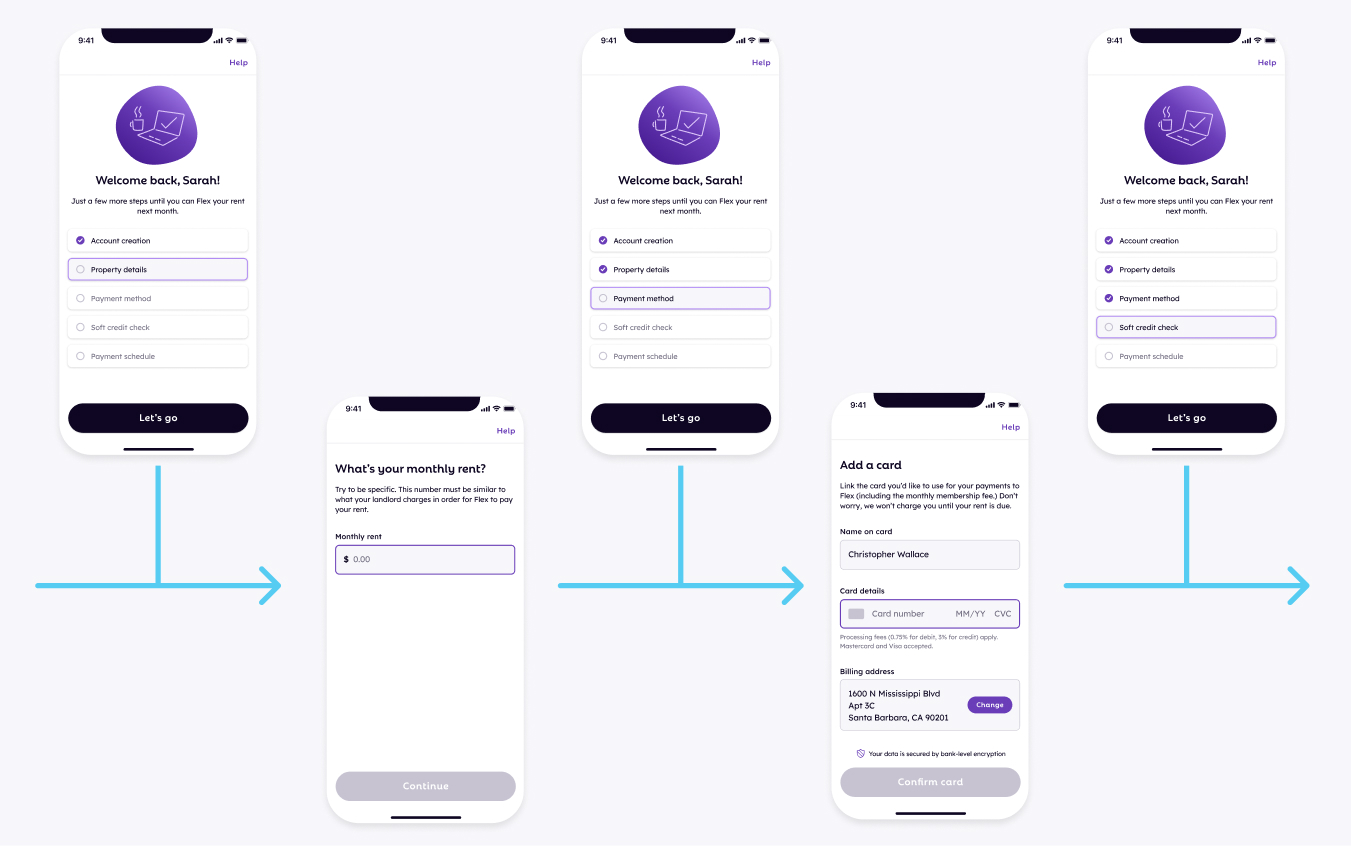 9:41
Help
Welcome back, Sarah!
Just a few more steps until you can Flex your rent
next month.
Account creation
Property details
Payment method
Soft credit check
Payment schedule
Let's go
9:41
Help
What's your monthly rent?
Try to be specific. This number must be similar to
what your landlord charges in order for Flex to pay
your rent.
Monthly rent
$ 0.00
Continue
9:41
Help
Welcome back, Sarah!
Just a few more steps until you can Flex your rent
next month.
Account creation
Property details
Payment method
Soft credit check
Payment schedule
Let's go
9:41
Help
Add a card
Link the card you'd like to use for your payments to
Flex (including the monthly membership fee.) Don't
worry, we won't charge you until your rent is due.
Name on card
Christopher Wallace
Card details
Card number MM/YY CVC
Processing fees (0.75% for debit, 3% for credit) apply.
Mastercard and Visa accepted.
Billing address
1600 N Mississippi Blvd
Apt 3C
Santa Barbara, CA 90201
Change
Your data is secured by bank-level encryption
Confirm card
9:41
Help
Welcome back, Sarah!
Just a few more steps until you can Flex your rent
next month.
Account creation
Property details
Payment method
Soft credit check
Payment schedule
Let's go